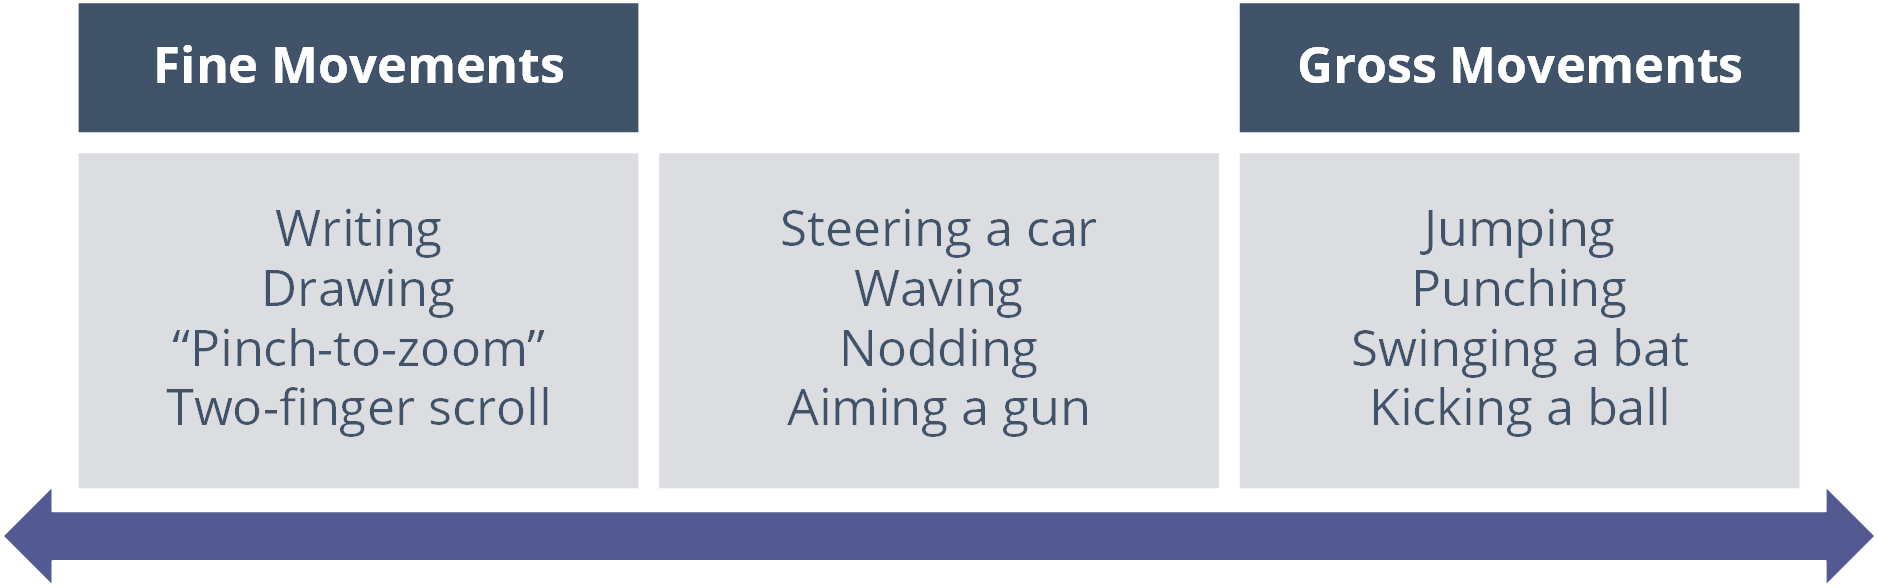 Fine Movements
Gross Movements
Writing
Drawing
“Pinch-to-zoom”
Two-finger scroll
Steering a car
Waving
Nodding
Aiming a gun
Jumping
Punching
Swinging a bat
Kicking a ball